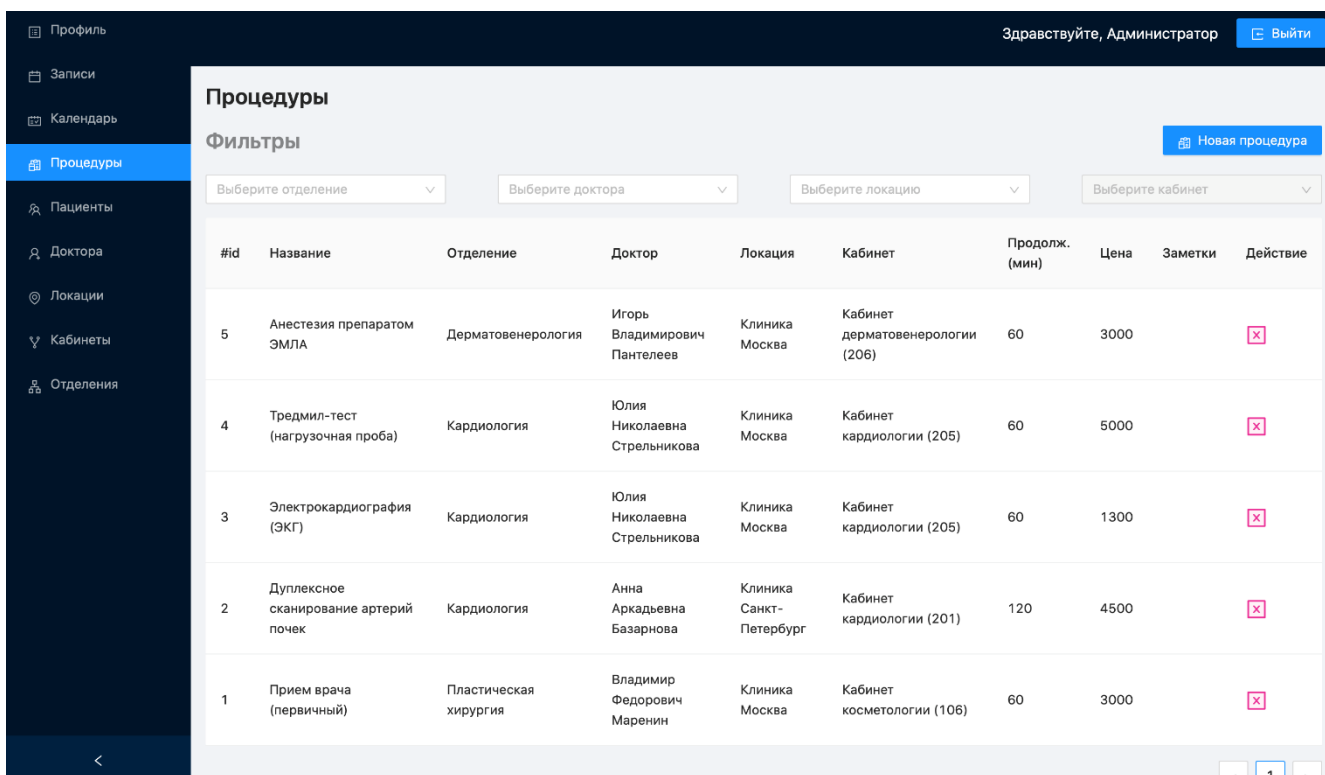 Профиль
Записи
Календарь
Процедуры
Пациенты
Доктора
Локации
Кабинеты
Отделения
<
Здравствуйте, Администратор
Выйти
Процедуры
Фильтры
Новая процедура
Выберите отделение
Выберите доктора
Выберите локацию
Выберите кабинет
#id Название Отделение Доктор Локация Кабинет Продолж. (мин) Цена Заметки Действие
5 Анестезия препаратом ЭМЛА Дерматовенерология Игорь Владимирович Пантелеев Клиника Москва Кабинет дерматовенерологии (206) 60 3000
4 Тредмил-тест (нагрузочная проба) Кардиология Юлия Николаевна Стрельникова Клиника Москва Кабинет кардиологии (205) 60 5000
3 Электрокардиография (ЭКГ) Кардиология Юлия Николаевна Стрельникова Клиника Москва Кабинет кардиологии (205) 60 1300
2 Дуплексное сканирование артерий почек Кардиология Анна Аркадьевна Базарнова Клиника Санкт-Петербург Кабинет кардиологии (201) 120 4500
1 Прием врача (первичный) Пластическая хирургия Владимир Федорович Маренин Клиника Москва Кабинет косметологии (106) 60 3000
1